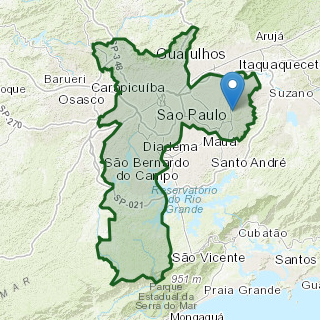 Arujá
Guarulhos
Itaquaquecet
SP-348
Barueri
Carapicuíba
Suzano
oque
Osasco
SP-270
Sao Paulo
Diadema
Mauá
São Bernardo
do Campo
Santo André
SP-021
Reservatório
do Rio
Grande
Cubatão
São Vicente
Santos
951 m
Parque
Estadual da
Serra do Mar
Praia Grande
MAR
Mongaguá